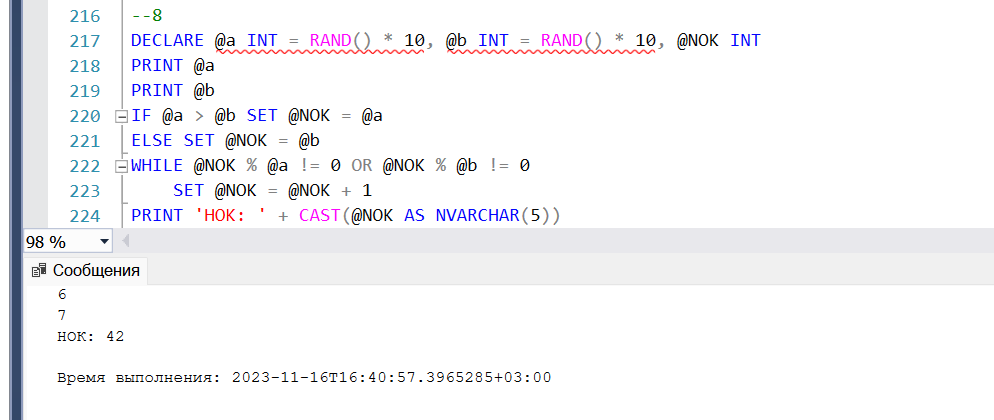 216 --8
217 DECLARE @a INT = RAND() * 10, @b INT = RAND() * 10, @NOK INT
218 PRINT @a
219 PRINT @b
220 IF @a > @b SET @NOK = @a
221 ELSE SET @NOK = @b
222 WHILE @NOK % @a != 0 OR @NOK % @b != 0
223 SET @NOK = @NOK + 1
224 PRINT 'НОК: ' + CAST(@NOK AS NVARCHAR(5))
98 %
Сообщения
6
7
НОК: 42
Время выполнения: 2023-11-16T16:40:57.3965285+03:00